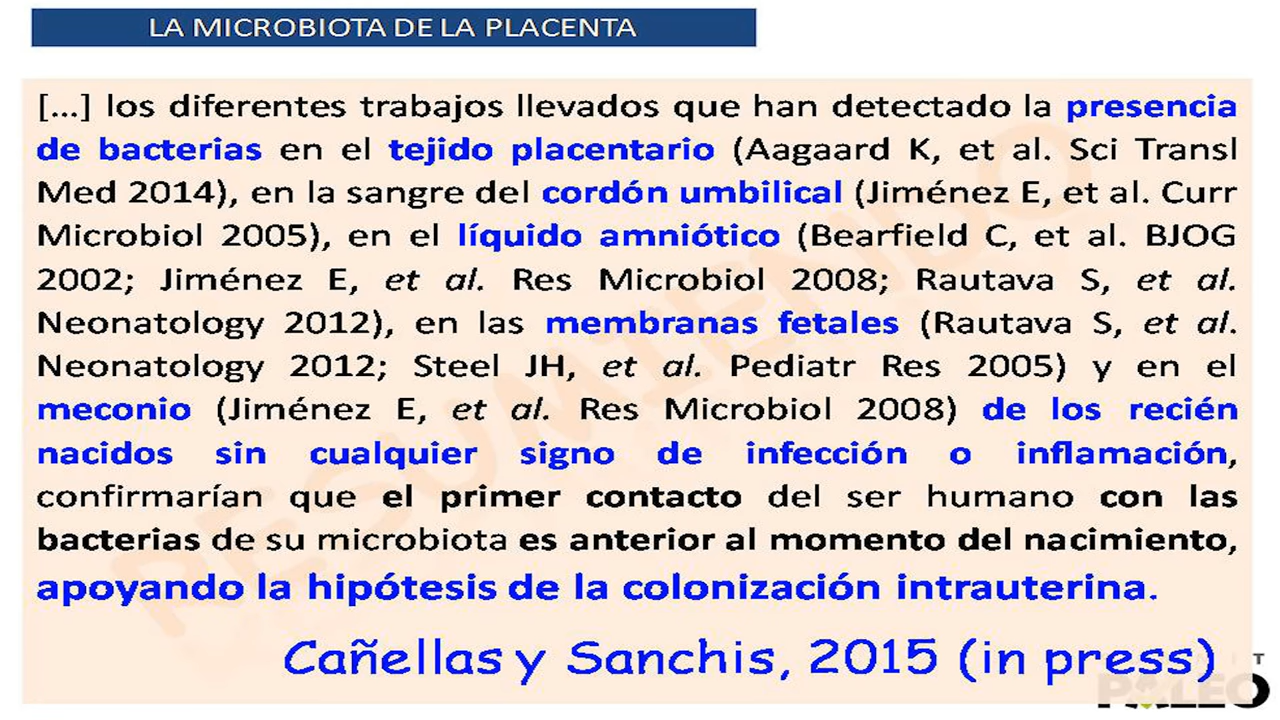 LA MICROBIOTA DE LA PLACENTA
[...] los diferentes trabajos llevados que han detectado la presencia
de bacterias en el tejido placentario (Aagaard K, et al. Sci Transl
Med 2014), en la sangre del cordón umbilical (Jiménez E, et al. Curr
Microbiol 2005), en el líquido amniótico (Bearfield C, et al. BJOG
2002; Jiménez E, et al. Res Microbiol 2008; Rautava S, et al.
Neonatology 2012), en las membranas fetales (Rautava S, et al.
Neonatology 2012; Steel JH, et al. Pediatr Res 2005) y en el
meconio (Jiménez E, et al. Res Microbiol 2008) de los recién
nacidos sin cualquier signo de infección o inflamación,
confirmarían que el primer contacto del ser humano con las
bacterias de su microbiota es anterior al momento del nacimiento,
apoyando la hipótesis de la colonización intrauterina.
Cañellas y Sanchis, 2015 (in press)
RESUMIENDO
PALEO